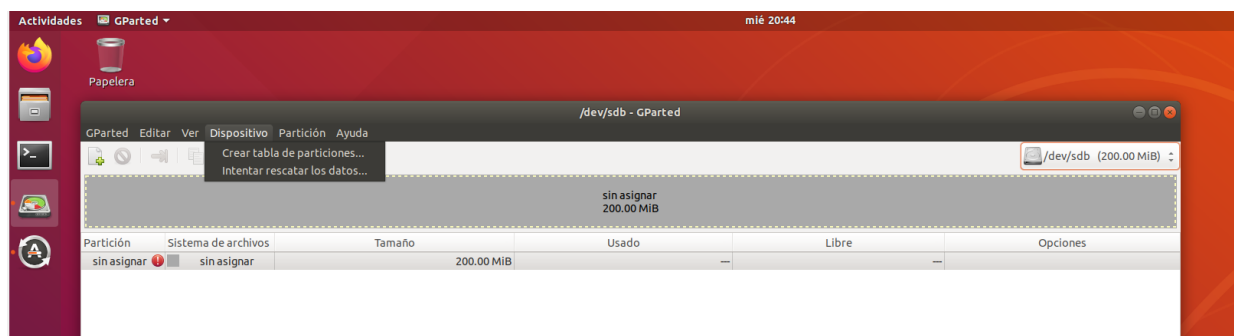 Actividades GParted mié 20:44
Papelera
/dev/sdb - GParted
GParted Editar Ver Dispositivo Partición Ayuda
Crear tabla de particiones...
Intentar rescatar los datos...
/dev/sdb (200.00 MiB)
sin asignar
200.00 MiB
Partición Sistema de archivos Tamaño Usado Libre Opciones
sin asignar sin asignar 200.00 MiB — —